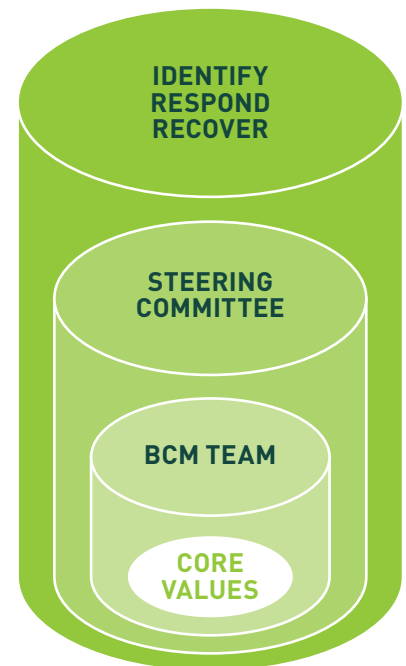 IDENTIFY
RESPOND
RECOVER
STEERING
COMMITTEE
BCM TEAM
CORE
VALUES